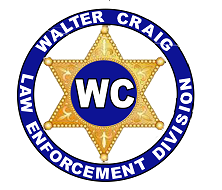 WALTER CRAIG
WC
LAW ENFORCEMENT DIVISION